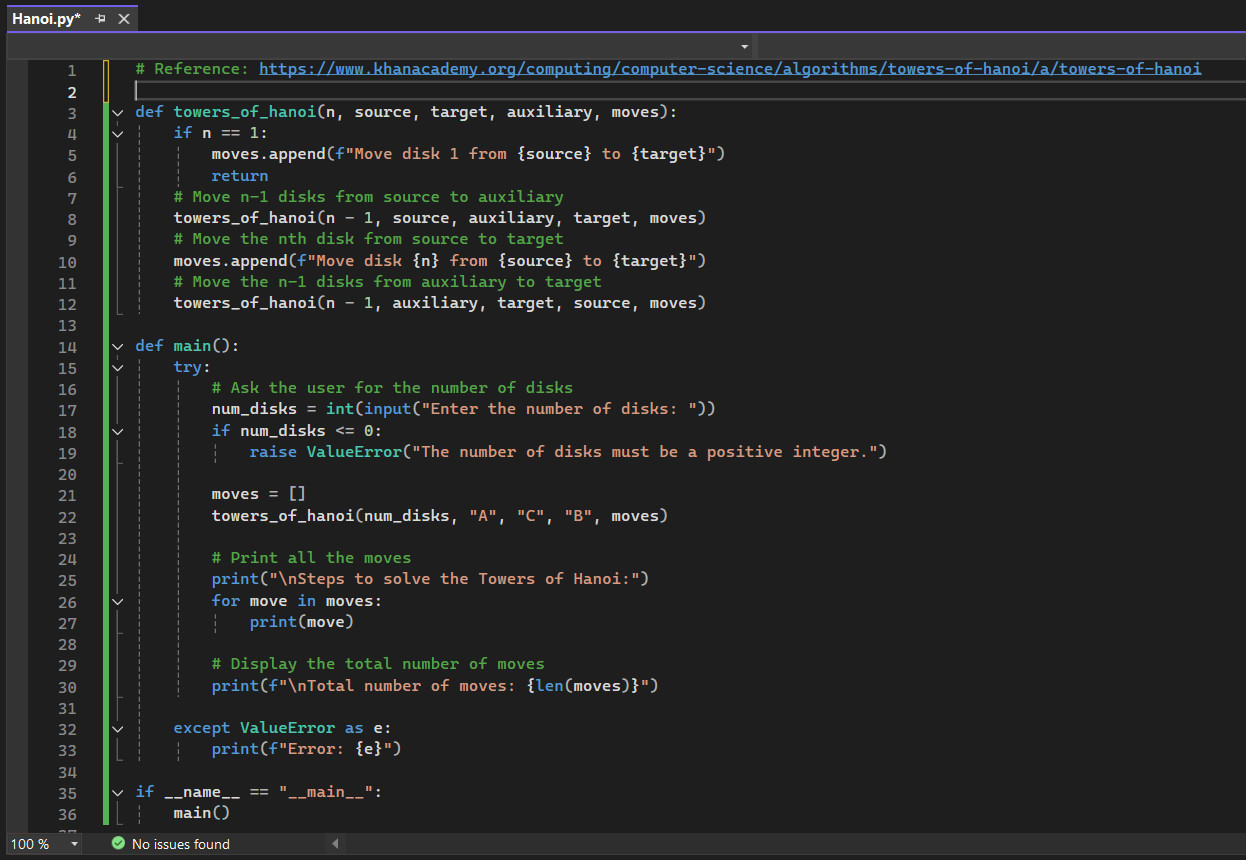 Hanoi.py*
1 # Reference: https://www.khanacademy.org/computing/computer-science/algorithms/towers-of-hanoi/a/towers-of-hanoi
2
3 def towers_of_hanoi(n, source, target, auxiliary, moves):
4     if n == 1:
5         moves.append(f"Move disk 1 from {source} to {target}")
6         return
7     # Move n-1 disks from source to auxiliary
8     towers_of_hanoi(n - 1, source, auxiliary, target, moves)
9     # Move the nth disk from source to target
10     moves.append(f"Move disk {n} from {source} to {target}")
11     # Move the n-1 disks from auxiliary to target
12     towers_of_hanoi(n - 1, auxiliary, target, source, moves)
13
14 def main():
15     try:
16         # Ask the user for the number of disks
17         num_disks = int(input("Enter the number of disks: "))
18         if num_disks <= 0:
19             raise ValueError("The number of disks must be a positive integer.")
20
21         moves = []
22         towers_of_hanoi(num_disks, "A", "C", "B", moves)
23
24         # Print all the moves
25         print("\nSteps to solve the Towers of Hanoi:")
26         for move in moves:
27             print(move)
28
29         # Display the total number of moves
30         print(f"\nTotal number of moves: {len(moves)}")
31
32     except ValueError as e:
33         print(f"Error: {e}")
34
35 if __name__ == "__main__":
36     main()
100 % No issues found